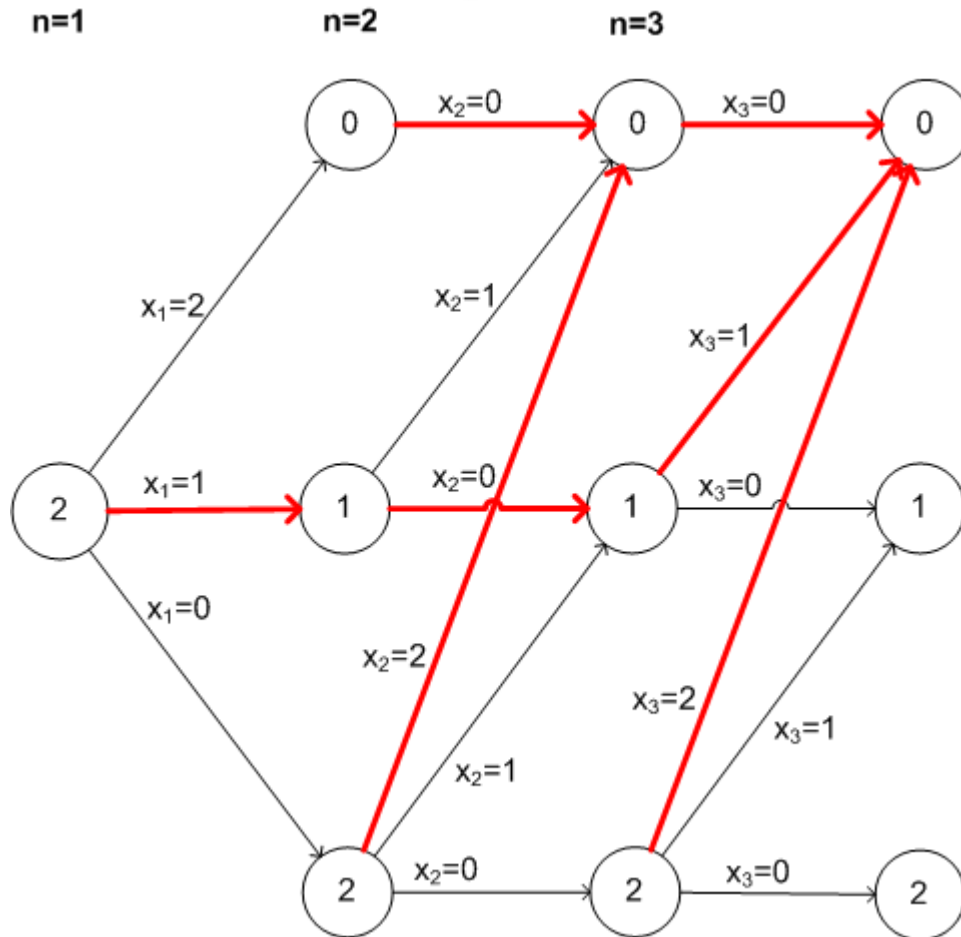 n=1 n=2 n=3
x₂=0 x₃=0
0 0 0
x₁=2 x₂=1 x₃=1
x₁=1 x₂=0 x₃=0
2 1 1 1
x₁=0
x₂=2 x₃=2
x₂=1 x₃=1
x₂=0 x₃=0
2 2 2